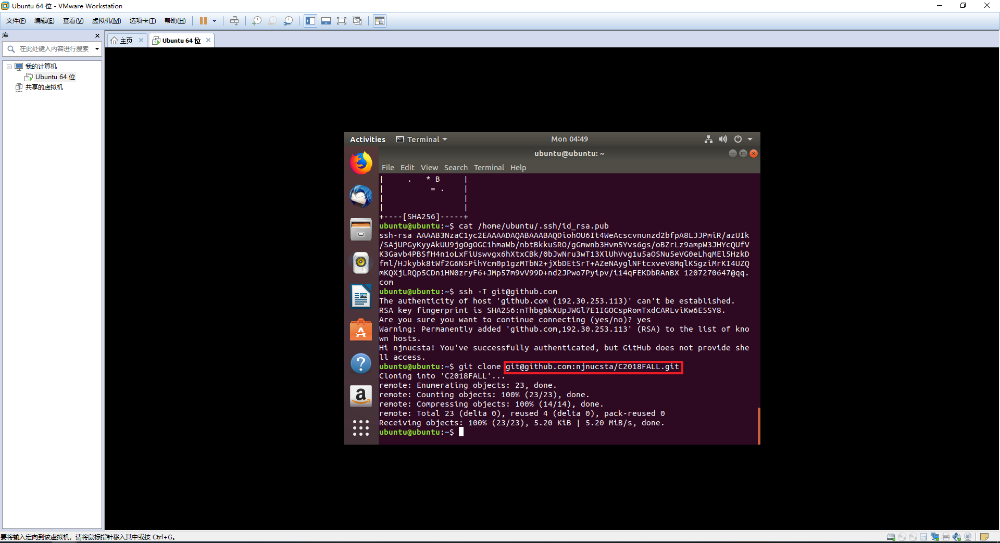 Ubuntu 64 位 - VMware Workstation
文件(F) 编辑(E) 查看(V) 虚拟机(M) 选项卡(T) 帮助(H)
库
主页
Ubuntu 64 位
在此处键入内容进行搜索
我的计算机
Ubuntu 64 位
共享的虚拟机
Activities Terminal Mon 04:49
ubuntu@ubuntu: ~
File Edit View Search Terminal Help
|     .   * B     |
|          = .    |
|                 |
|                 |
+----[SHA256]-----+
ubuntu@ubuntu:~$ cat /home/ubuntu/.ssh/id_rsa.pub
ssh-rsa AAAAB3NzaC1yc2EAAAADAQABAAABAQDiohOU6It4WeAcscvnunzd2bfpA8LJJPmiR/azUIk
/SAjUPGyKyyAkUU9jgOgOGC1hmaWb/nbtBkkuSRO/gGmwnb3Hvm5Yvs6gs/oBZrLz9ampW3JHYcQUfV
K3Gavb4PBSfH4n1oLxFiUswvgx6hXtxCBk/0bJwNru3wT13XlUhVvg1u5aOSNu5eVG0eLhqMEl5HzkD
fml/HJkybk8tWf2G6N5PihYcm0p1gzMTbN2+jXbDEtSrT+AZeNAyglNFtcxveV8MqlK5gziMrKI4UZQ
mKQXjLRQp5CDn1HN0zryF6+JMp57m9vV99D+nd2JPwo7Pyipv/i14qFEKDbRAnBX 1207270647@qq.
com
ubuntu@ubuntu:~$ ssh -T git@github.com
The authenticity of host 'github.com (192.30.253.113)' can't be established.
RSA key fingerprint is SHA256:nThbg6kXUpJWGl7E1IGOCspRomTxdCARLviKw6E5SY8.
Are you sure you want to continue connecting (yes/no)? yes
Warning: Permanently added 'github.com,192.30.253.113' (RSA) to the list of kno
wn hosts.
Hi njnucsta! You've successfully authenticated, but GitHub does not provide she
ll access.
ubuntu@ubuntu:~$ git clone git@github.com:njnucsta/C2018FALL.git
Cloning into 'C2018FALL'...
remote: Enumerating objects: 23, done.
remote: Counting objects: 100% (23/23), done.
remote: Compressing objects: 100% (14/14), done.
remote: Total 23 (delta 0), reused 4 (delta 0), pack-reused 0
Receiving objects: 100% (23/23), 5.20 KiB | 5.20 MiB/s, done.
ubuntu@ubuntu:~$
要将输入定向到该虚拟机，请将鼠标指针移入其中或按 Ctrl+G。